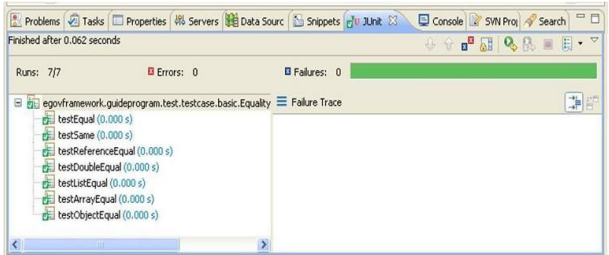 Problems Tasks Properties Servers Data Sourc Snippets JUnit Console SVN Proj Search
Finished after 0.062 seconds
Runs: 7/7 Errors: 0 Failures: 0
egovframework.guideprogram.test.testcase.basic.Equality Failure Trace
testEqual (0.000 s)
testSame (0.000 s)
testReferenceEqual (0.000 s)
testDoubleEqual (0.000 s)
testListEqual (0.000 s)
testArrayEqual (0.000 s)
testObjectEqual (0.000 s)